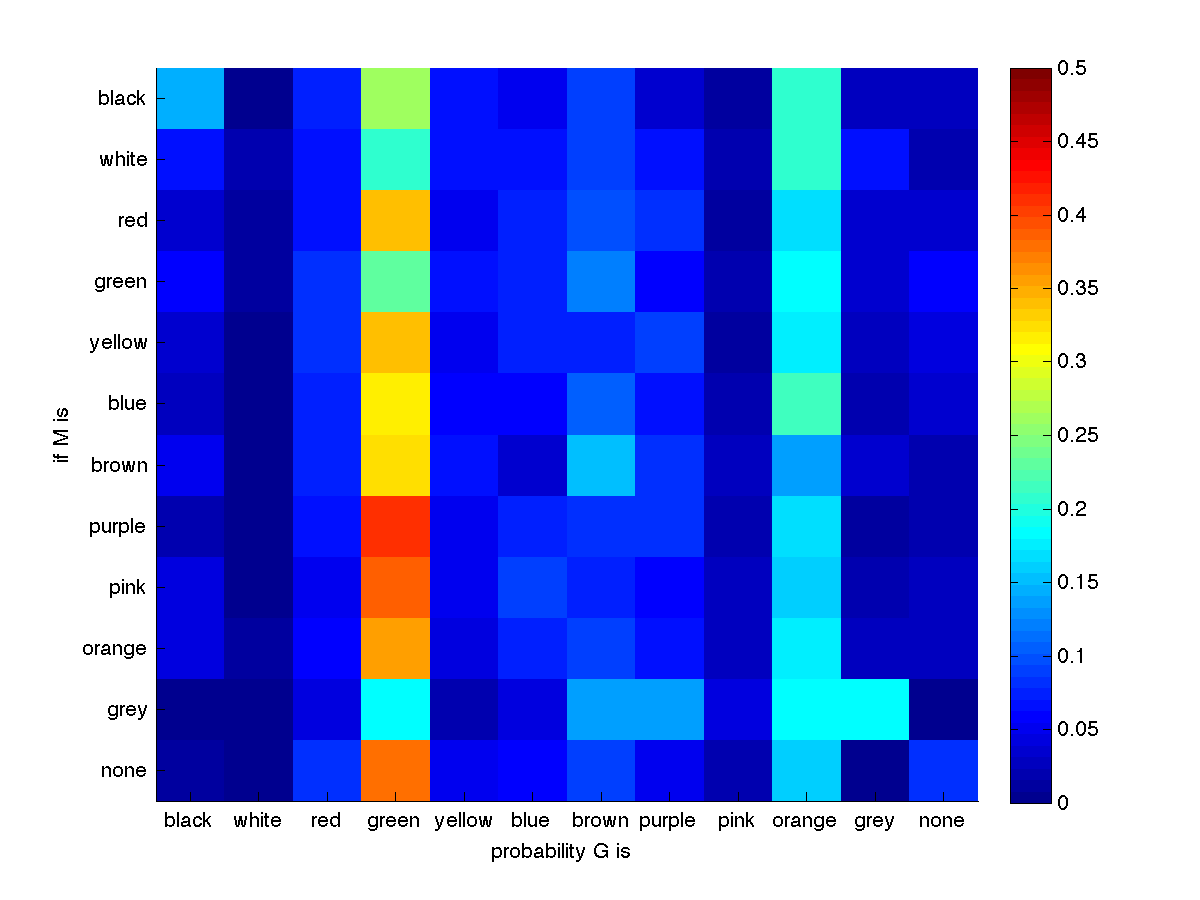 black
white
red
green
yellow
blue
brown
purple
pink
orange
grey
none
if M is
black white red green yellow blue brown purple pink orange grey none
probability G is
0.5
0.45
0.4
0.35
0.3
0.25
0.2
0.15
0.1
0.05
0